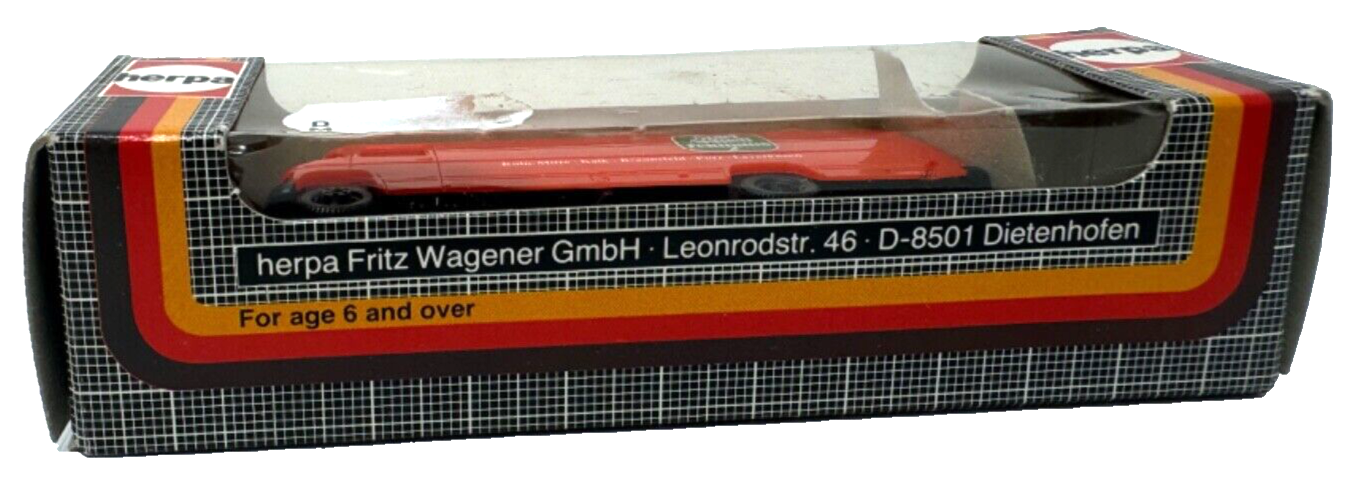 herpa
herpa
herpa Fritz Wagener GmbH · Leonrodstr. 46 · D-8501 Dietenhofen
For age 6 and over